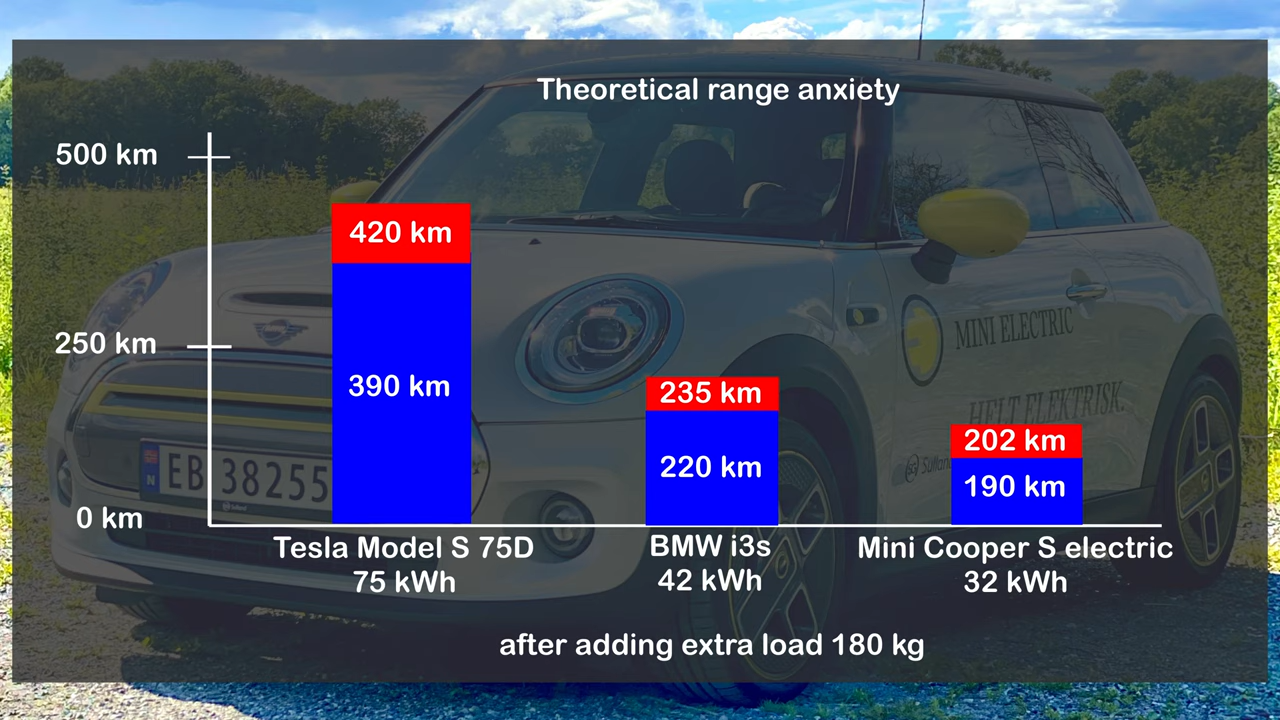 Theoretical range anxiety
500 km
250 km
0 km
420 km
390 km
235 km
220 km
202 km
190 km
Tesla Model S 75D
75 kWh
BMW i3s
42 kWh
Mini Cooper S electric
32 kWh
after adding extra load 180 kg
MINI ELECTRIC
HELT ELEKTRISK.
EB 38255
N